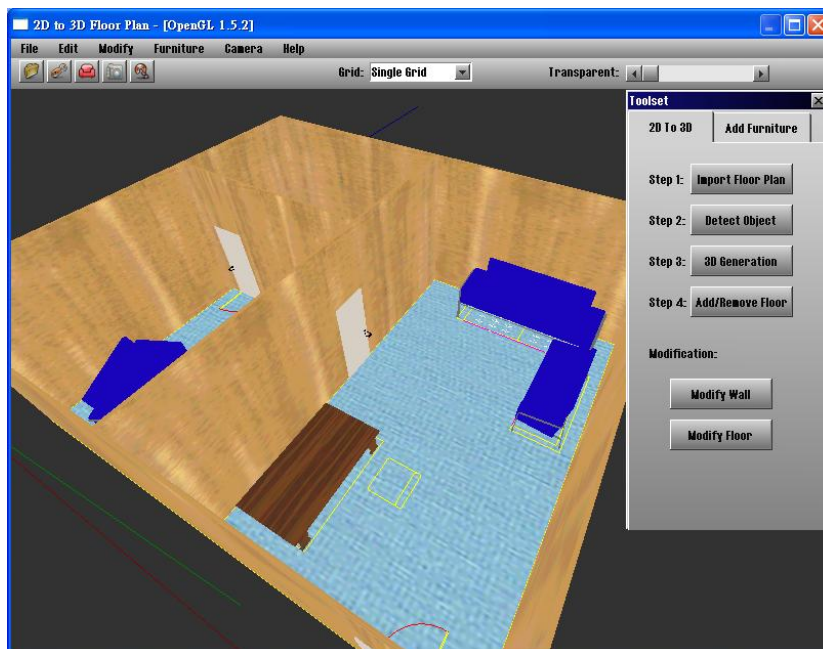 2D to 3D Floor Plan - [OpenGL 1.5.2]
File Edit Modify Furniture Camera Help
Grid: Single Grid Transparent:
Toolset
2D To 3D Add Furniture
Step 1: Import Floor Plan
Step 2: Detect Object
Step 3: 3D Generation
Step 4: Add/Remove Floor
Modification:
Modify Wall
Modify Floor